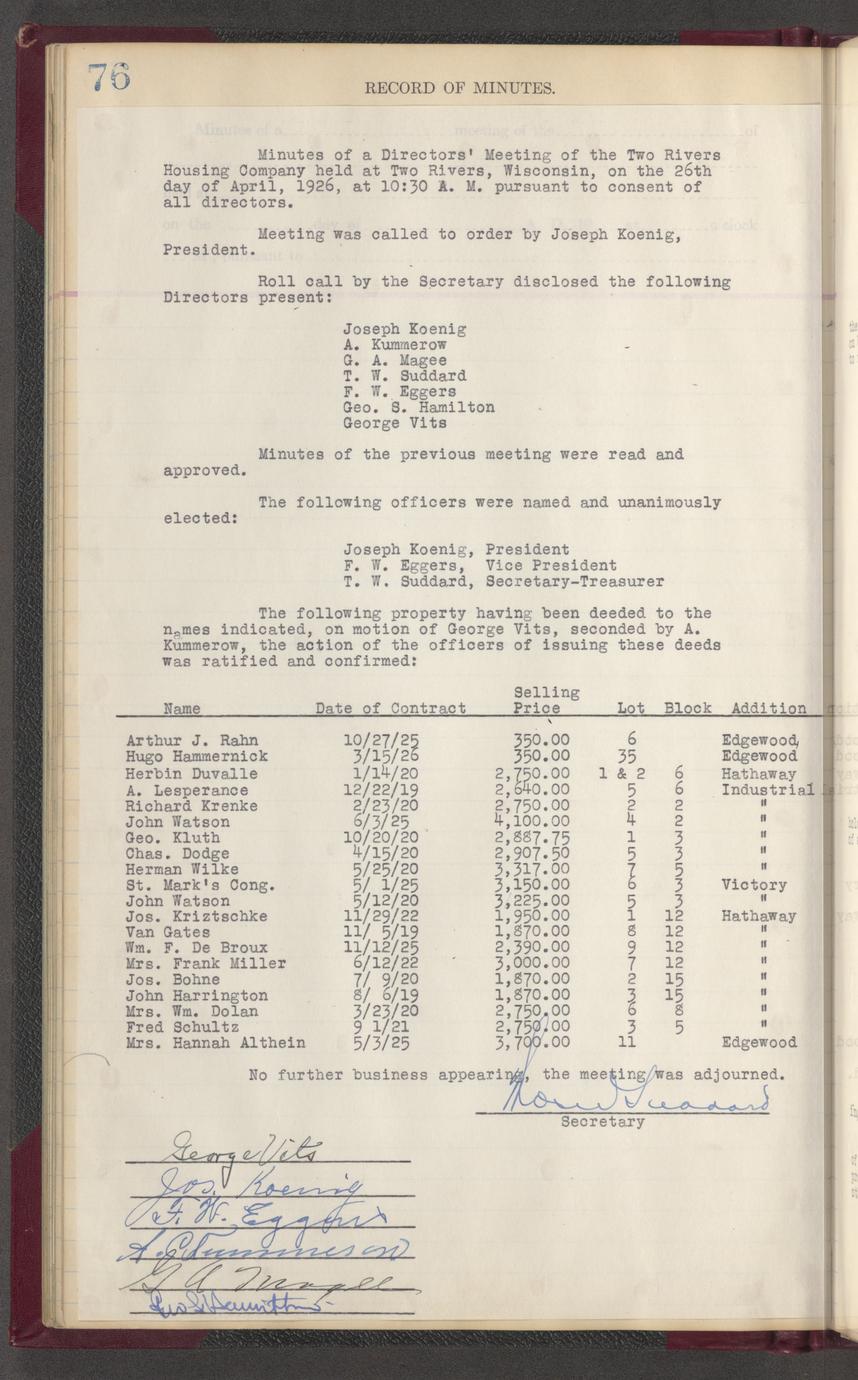 76
RECORD OF MINUTES.
Minutes of a Directors' Meeting of the Two Rivers
Housing Company held at Two Rivers, Wisconsin, on the 26th
day of April, 1926, at 10:30 A. M. pursuant to consent of
all directors.
Meeting was called to order by Joseph Koenig,
President.
Roll call by the Secretary disclosed the following
Directors present:
Joseph Koenig
A. Kummerow
G. A. Magee
T. W. Suddard
F. W. Eggers
Geo. S. Hamilton
George Vits
Minutes of the previous meeting were read and
approved.
The following officers were named and unanimously
elected:
Joseph Koenig, President
F. W. Eggers, Vice President
T. W. Suddard, Secretary-Treasurer
The following property having been deeded to the
names indicated, on motion of George Vits, seconded by A.
Kummerow, the action of the officers of issuing these deeds
was ratified and confirmed:
Selling
Name Date of Contract Price Lot Block Addition
Arthur J. Rahn 10/27/25 350.00 6 Edgewood,
Hugo Hammernick 3/15/26 350.00 35 Edgewood
Herbin Duvalle 1/14/20 2,750.00 1 & 2 6 Hathaway
A. Lesperance 12/22/19 2,640.00 5 6 Industrial
Richard Krenke 2/23/20 2,750.00 2 2 "
John Watson 6/3/25 4,100.00 4 2 "
Geo. Kluth 10/20/20 2,887.75 1 3 "
Chas. Dodge 4/15/20 2,907.50 5 3 "
Herman Wilke 5/25/20 3,317.00 7 5 "
St. Mark's Cong. 5/ 1/25 3,150.00 6 3 Victory
John Watson 5/12/20 3,225.00 5 3 "
Jos. Kriztschke 11/29/22 1,950.00 1 12 Hathaway
Van Gates 11/ 5/19 1,870.00 8 12 "
Wm. F. De Broux 11/12/25 2,390.00 9 12 "
Mrs. Frank Miller 6/12/22 3,000.00 7 12 "
Jos. Bohne 7/ 9/20 1,870.00 2 15 "
John Harrington 8/ 6/19 1,870.00 3 15 "
Mrs. Wm. Dolan 3/23/20 2,750.00 6 8 "
Fred Schultz 9 1/21 2,750.00 3 5 "
Mrs. Hannah Althein 5/3/25 3,700.00 11 Edgewood
No further business appearing, the meeting was adjourned.
Suddard
Secretary
George Vits
Jos. Koenig
F. W. Eggers
A. Kummerow
G A Magee
Geo S Hamilton